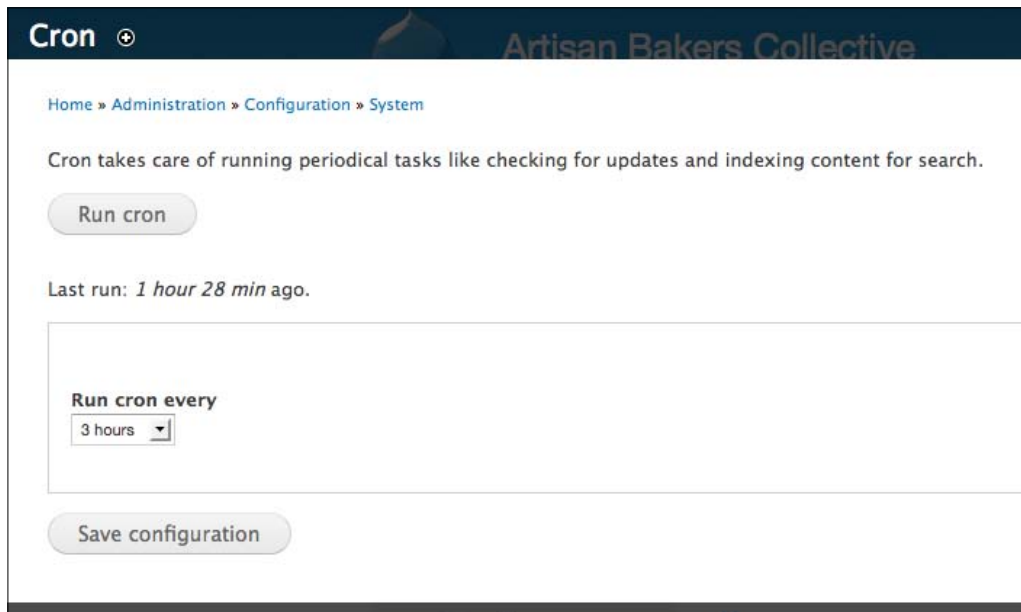 Cron
Artisan Bakers Collective
Home » Administration » Configuration » System
Cron takes care of running periodical tasks like checking for updates and indexing content for search.
Run cron
Last run: 1 hour 28 min ago.
Run cron every
3 hours
Save configuration